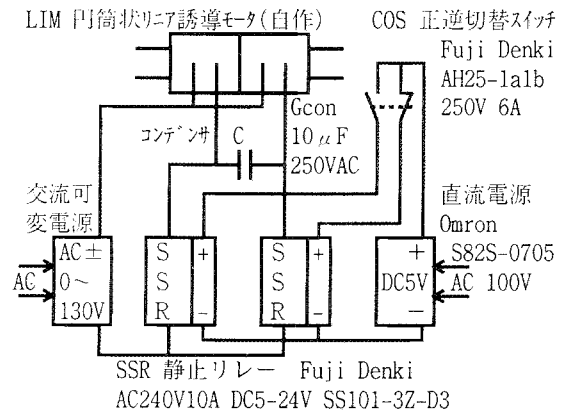 LIM 円筒状リニア誘導モータ(自作)
COS 正逆切替スイッチ
Fuji Denki
AH25-1a1b
250V 6A
Gcon
10μF
250VAC
コンデンサ C
交流可
変電源
AC±
0~
130V
AC
S
S
R
+
-
S
S
R
+
-
直流電源
Omron
S82S-0705
AC 100V
+
DC5V
-
SSR 静止リレー Fuji Denki
AC240V10A DC5-24V SS101-3Z-D3